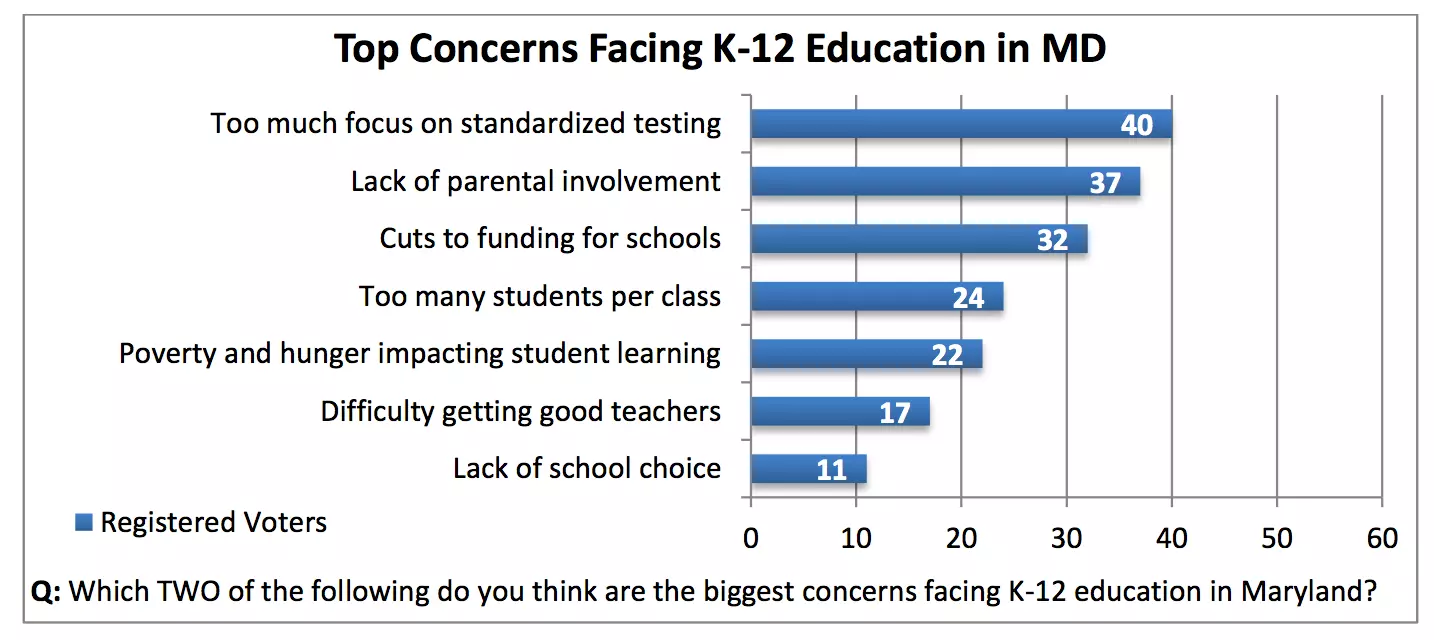 Top Concerns Facing K-12 Education in MD
Too much focus on standardized testing 40
Lack of parental involvement 37
Cuts to funding for schools 32
Too many students per class 24
Poverty and hunger impacting student learning 22
Difficulty getting good teachers 17
Lack of school choice 11
Registered Voters
0 10 20 30 40 50 60
Q: Which TWO of the following do you think are the biggest concerns facing K-12 education in Maryland?